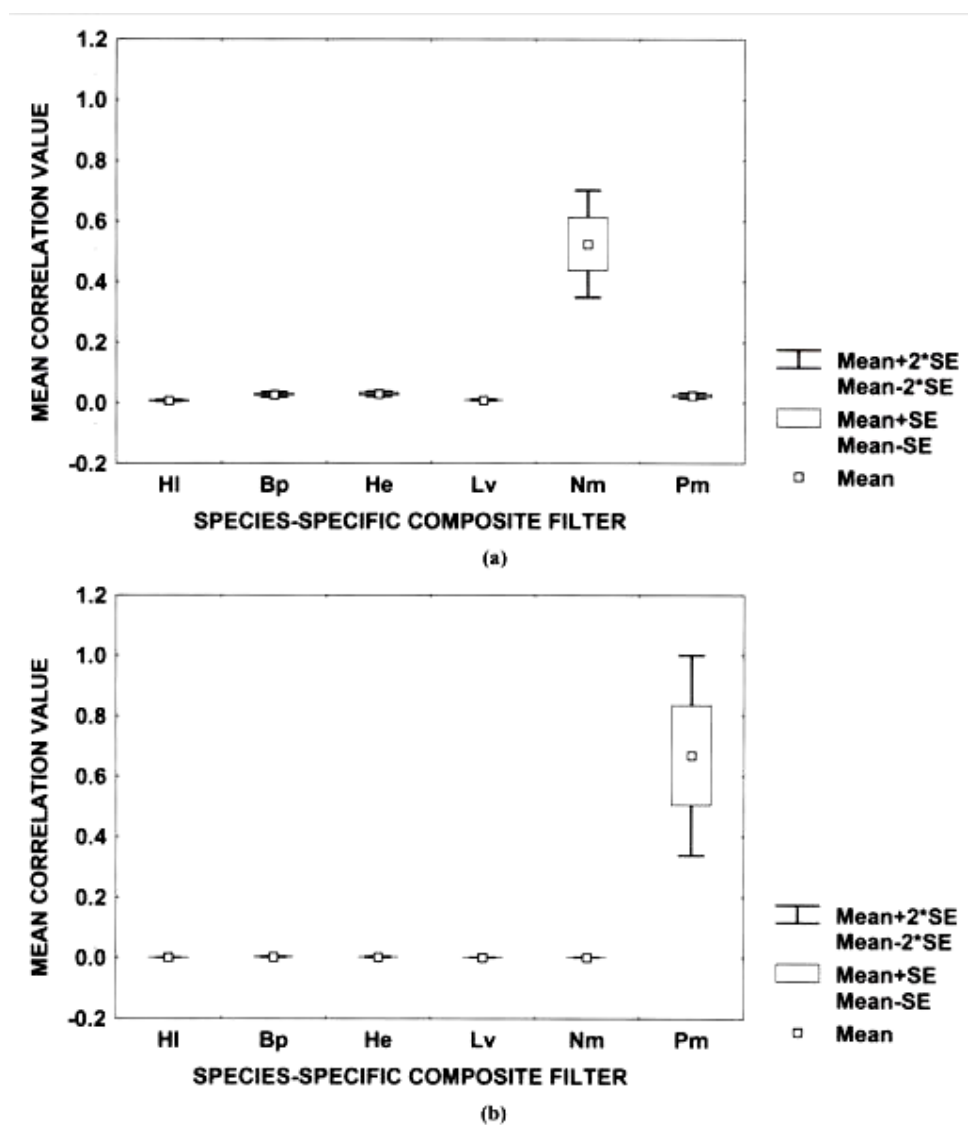 1.2
1.0
0.8
0.6
0.4
0.2
0.0
-0.2
MEAN CORRELATION VALUE
Hl Bp He Lv Nm Pm
SPECIES-SPECIFIC COMPOSITE FILTER
Mean+2*SE
Mean-2*SE
Mean+SE
Mean-SE
Mean
(a)
1.2
1.0
0.8
0.6
0.4
0.2
0.0
-0.2
MEAN CORRELATION VALUE
Hl Bp He Lv Nm Pm
SPECIES-SPECIFIC COMPOSITE FILTER
Mean+2*SE
Mean-2*SE
Mean+SE
Mean-SE
Mean
(b)